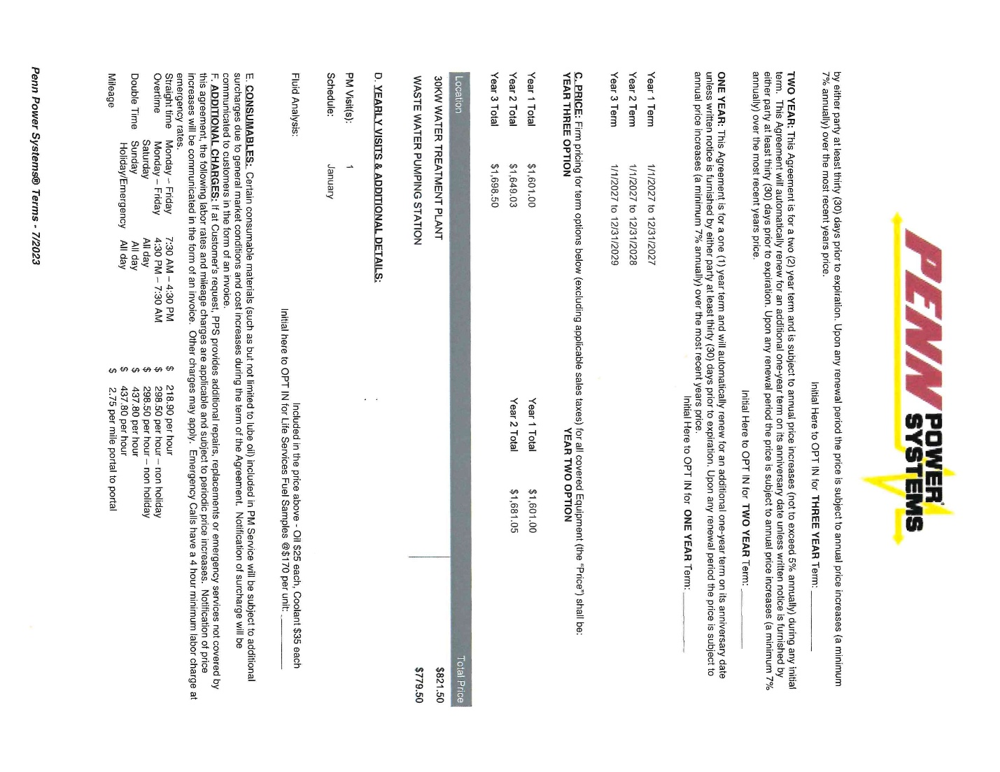 PENN POWER SYSTEMS®
by either party at least thirty (30) days prior to expiration. Upon any renewal period the price is subject to annual price increases (a minimum
7% annually) over the most recent years price.
Initial Here to OPT IN for THREE YEAR Term: ________
TWO YEAR: This Agreement is for a two (2) year term and is subject to annual price increases (not to exceed 5% annually) during any initial
term. This Agreement will automatically renew for an additional one-year term on its anniversary date unless written notice is furnished by
either party at least thirty (30) days prior to expiration. Upon any renewal period the price is subject to annual price increases (a minimum 7%
annually) over the most recent years price.
Initial Here to OPT IN for TWO YEAR Term: ________
ONE YEAR: This Agreement is for a one (1) year term and will automatically renew for an additional one-year term on its anniversary date
unless written notice is furnished by either party at least thirty (30) days prior to expiration. Upon any renewal period the price is subject to
annual price increases (a minimum 7% annually) over the most recent years price.
Initial Here to OPT IN for ONE YEAR Term: ________
Year 1 Term 1/1/2027 to 12/31/2027
Year 2 Term 1/1/2027 to 12/31/2028
Year 3 Term 1/1/2027 to 12/31/2029
C. PRICE: Firm pricing for term options below (excluding applicable sales taxes) for all covered Equipment (the "Price") shall be:
YEAR THREE OPTION YEAR TWO OPTION
Year 1 Total $1,601.00 Year 1 Total $1,601.00
Year 2 Total $1,649.03 Year 2 Total $1,681.05
Year 3 Total $1,698.50
Location Total Price
30KW WATER TREATMENT PLANT $821.50
WASTE WATER PUMPING STATION $779.50
D. YEARLY VISITS & ADDITIONAL DETAILS:
PM Visit(s): 1
Schedule: January
Fluid Analysis: Included in the price above - Oil $25 each, Coolant $35 each
Initial here to OPT IN for Life Services Fuel Samples @$170 per unit: ________
E. CONSUMABLES: Certain consumable materials (such as but not limited to lube oil) included in PM Service will be subject to additional
surcharges due to general market conditions and cost increases during the term of the Agreement. Notification of surcharge will be
communicated to customers in the form of an invoice.
F. ADDITIONAL CHARGES: If at Customer's request, PPS provides additional repairs, replacements or emergency services not covered by
this agreement, the following labor rates and mileage charges are applicable and subject to periodic price increases. Notification of price
increases will be communicated in the form of an invoice. Other charges may apply. Emergency Calls have a 4 hour minimum labor charge at
emergency rates.
Straight time Monday – Friday 7:30 AM – 4:30 PM $ 218.90 per hour
Overtime Monday – Friday 4:30 PM – 7:30 AM $ 298.50 per hour – non holiday
Saturday All day $ 298.50 per hour – non holiday
Double Time Sunday All day $ 437.80 per hour
Holiday/Emergency All day $ 437.80 per hour
Mileage $ 2.75 per mile portal to portal
Penn Power Systems® Terms - 7/2023